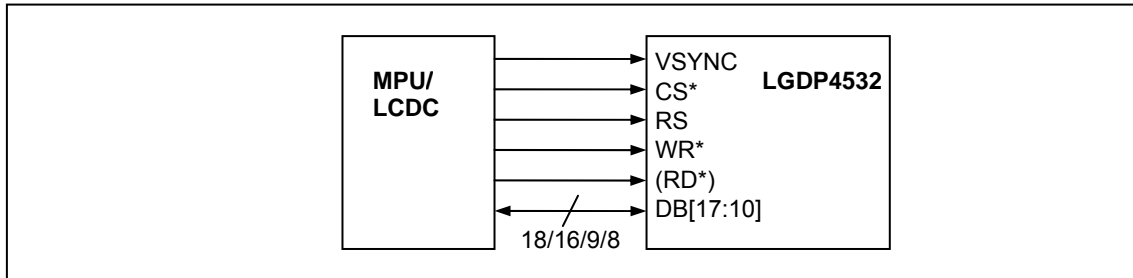 MPU/
LCDC
VSYNC
CS*
RS
WR*
(RD*)
DB[17:10]
LGDP4532
18/16/9/8